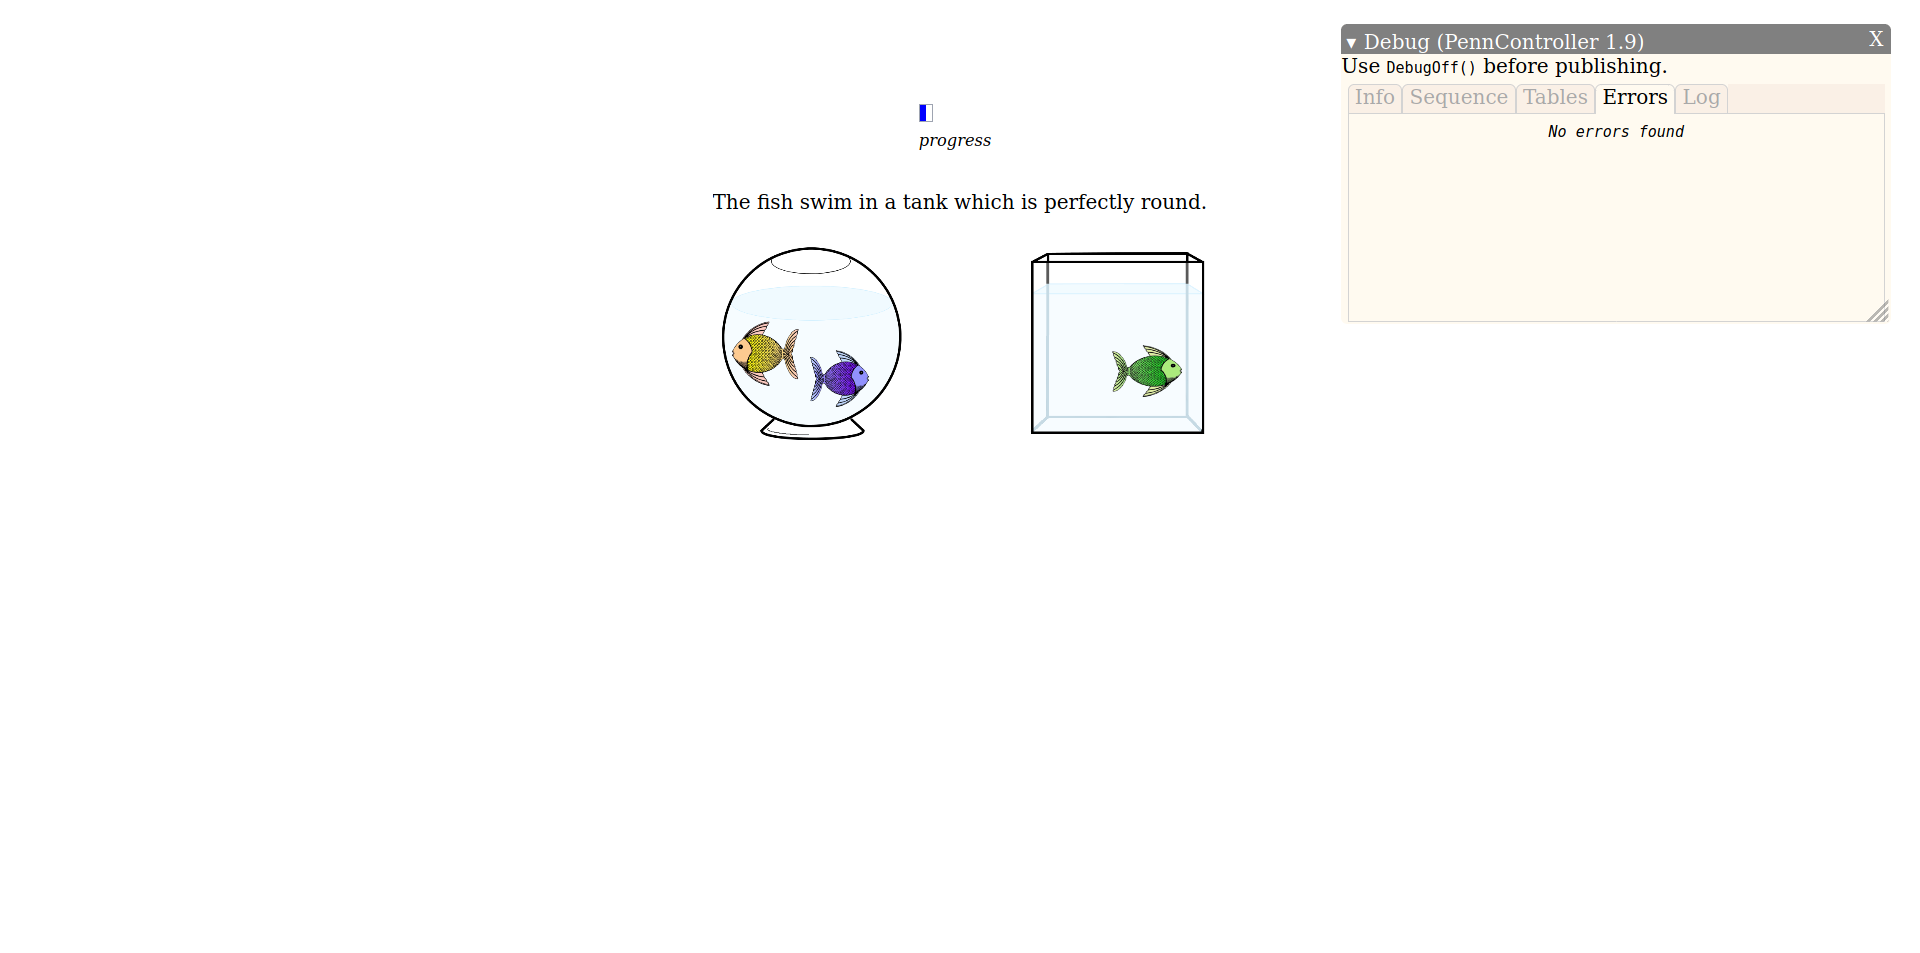 ▾ Debug (PennController 1.9) X
Use DebugOff() before publishing.
Info Sequence Tables Errors Log
No errors found
progress
The fish swim in a tank which is perfectly round.